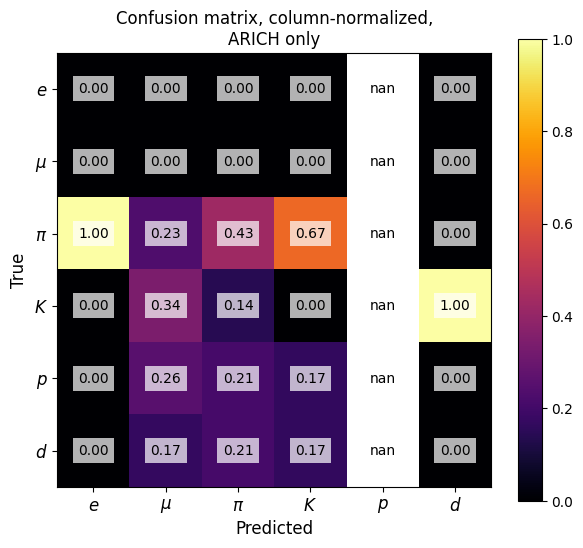 Confusion matrix, column-normalized,
ARICH only
True
e 0.00 0.00 0.00 0.00 nan 0.00
μ 0.00 0.00 0.00 0.00 nan 0.00
π 1.00 0.23 0.43 0.67 nan 0.00
K 0.00 0.34 0.14 0.00 nan 1.00
p 0.00 0.26 0.21 0.17 nan 0.00
d 0.00 0.17 0.21 0.17 nan 0.00
e μ π K p d
Predicted
1.0
0.8
0.6
0.4
0.2
0.0